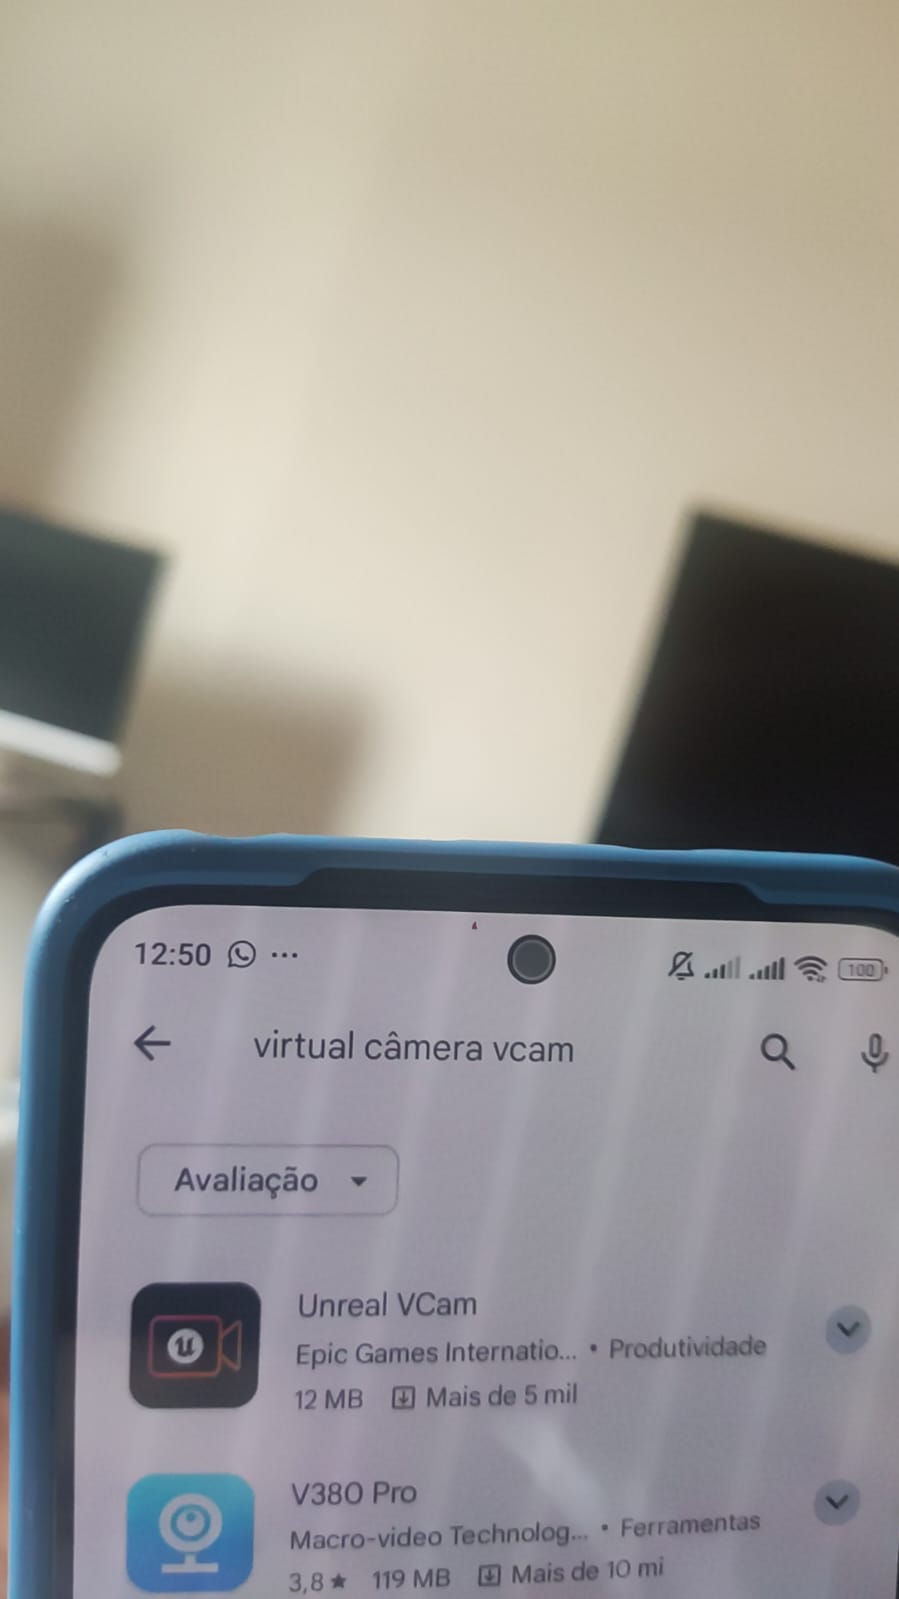 12:50 ... 100
virtual câmera vcam
Avaliação
Unreal VCam
Epic Games Internatio... • Produtividade
12 MB Mais de 5 mil
V380 Pro
Macro-video Technolog... • Ferramentas
3,8 ★ 119 MB Mais de 10 mi